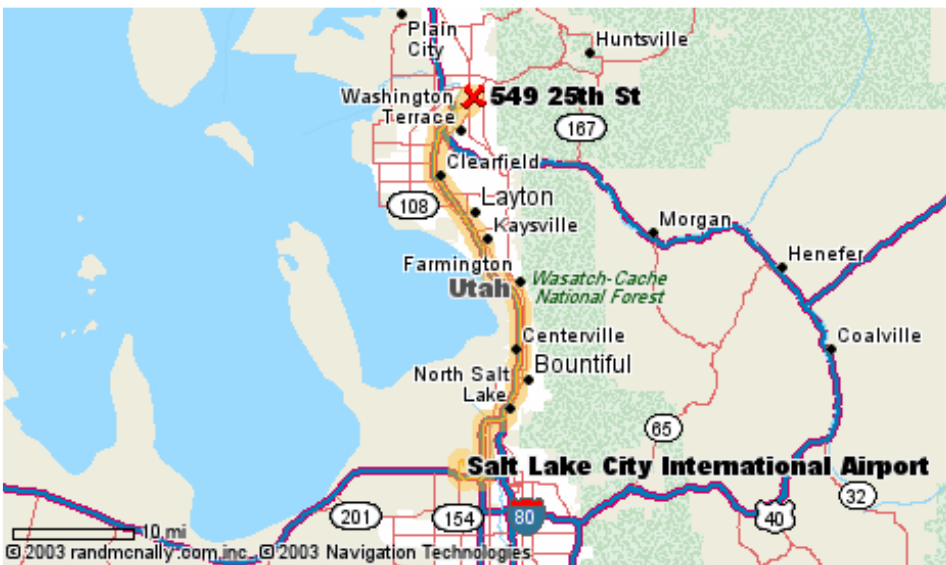 Plain
City
Huntsville
Washington
Terrace
549 25th St
167
Clearfield
108
Layton
Kaysville
Morgan
Henefer
Farmington
Utah
Wasatch-Cache
National Forest
Centerville
Coalville
Bountiful
North Salt
Lake
65
Salt Lake City International Airport
32
201
154
80
40
10 mi
© 2003 randmcnally.com inc. © 2003 Navigation Technologies